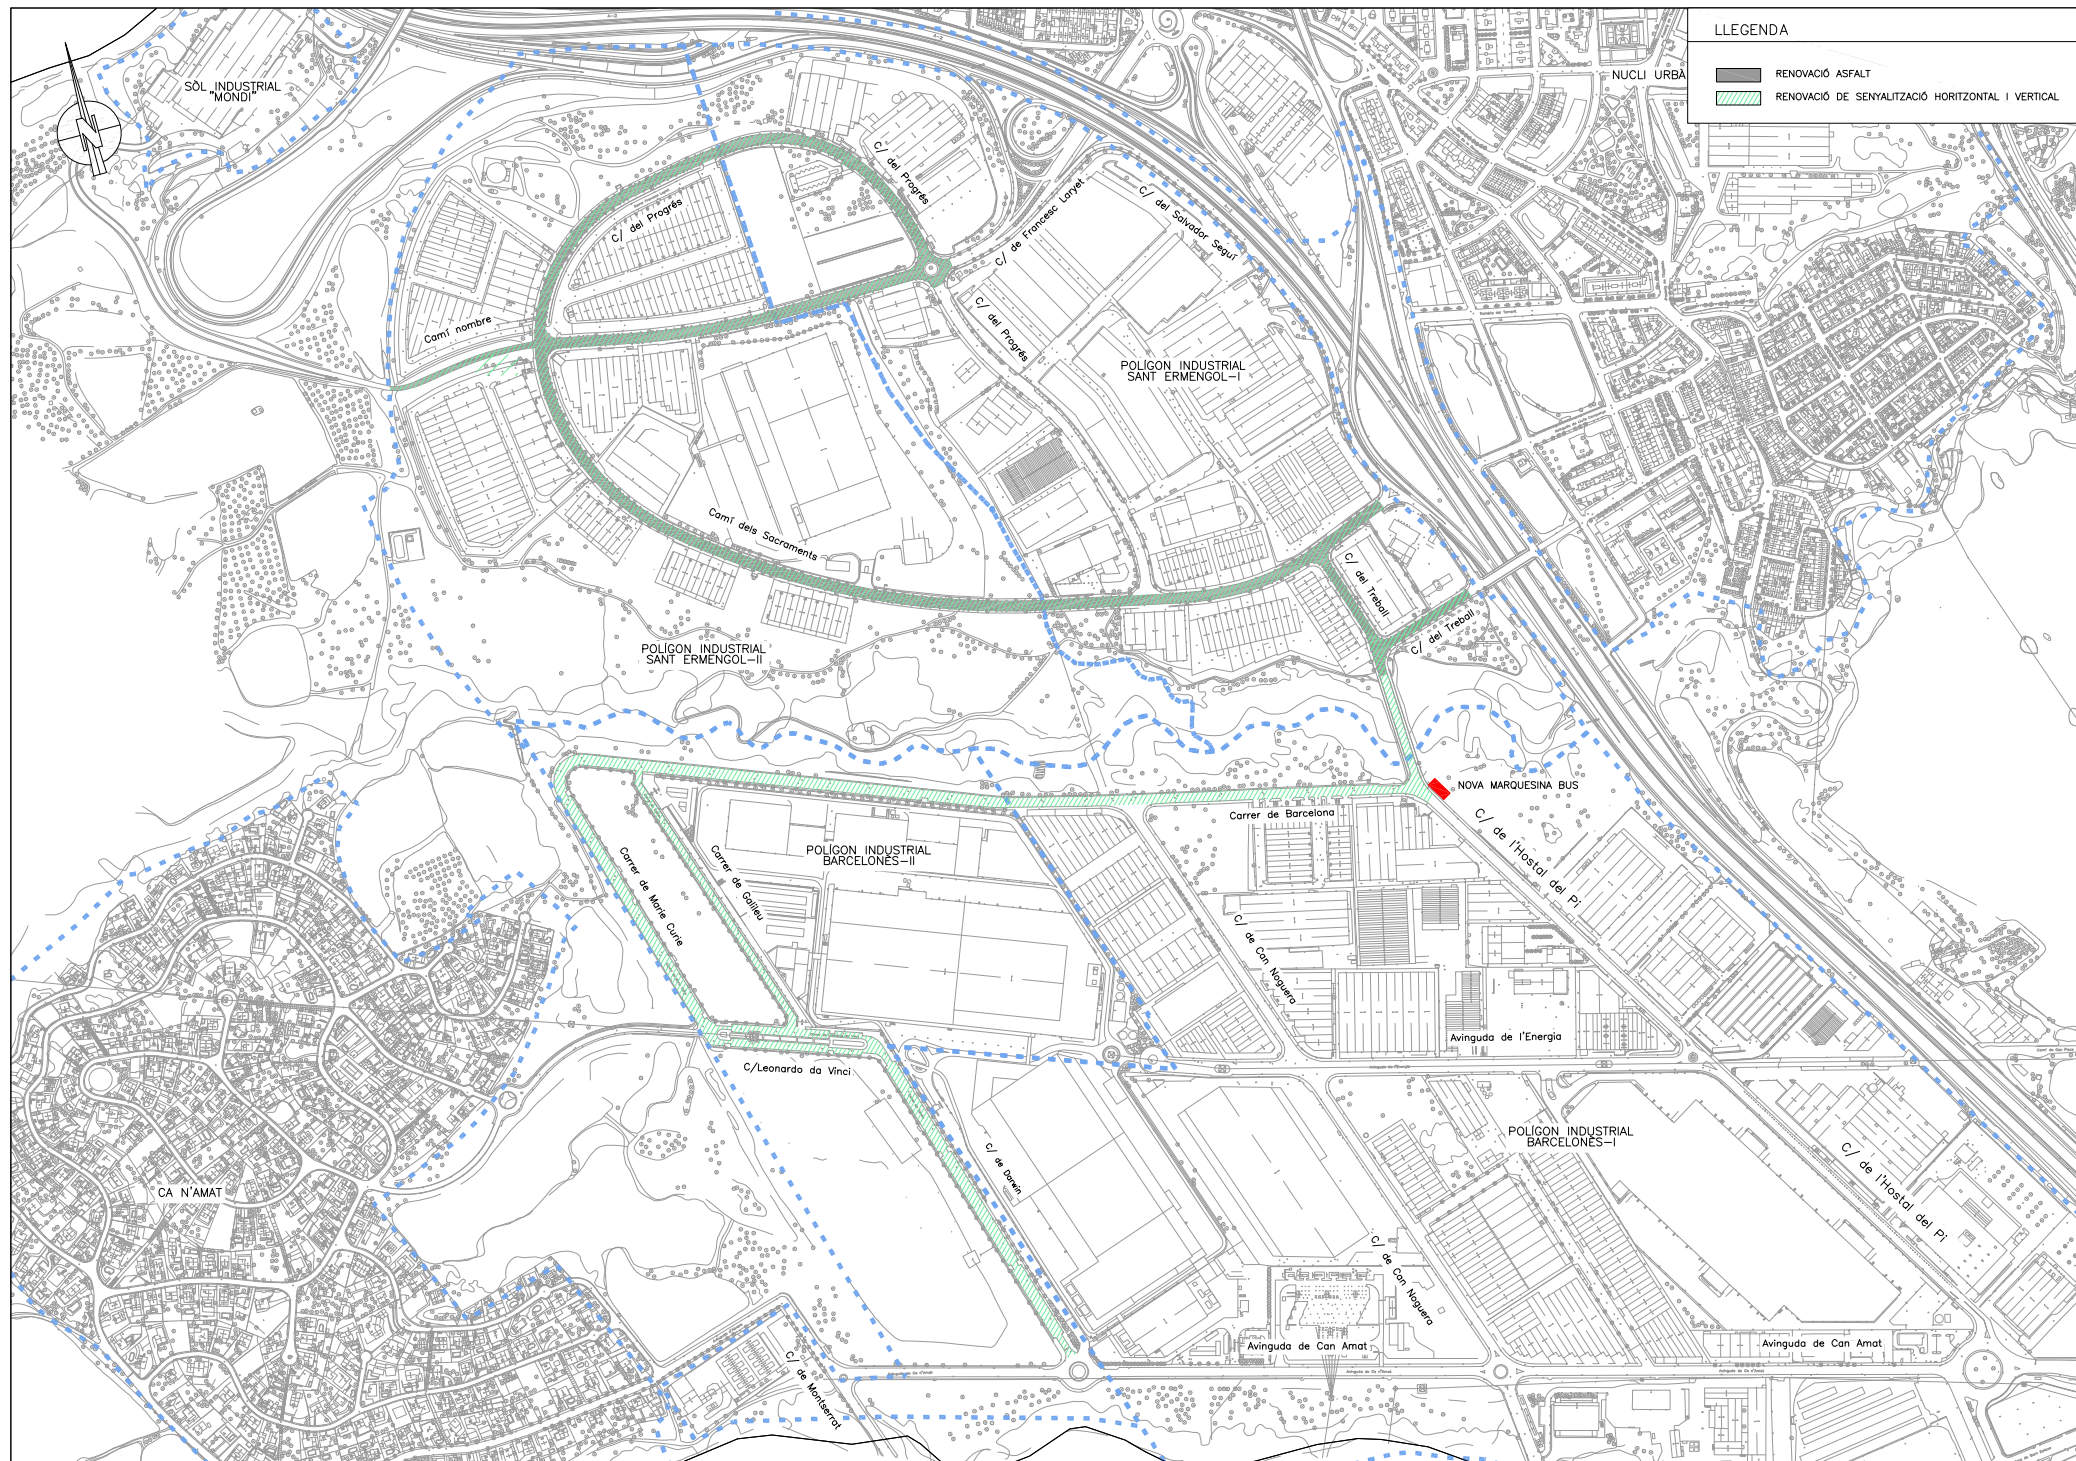 LLEGENDA
RENOVACIÓ ASFALT
RENOVACIÓ DE SENYALITZACIÓ HORITZONTAL I VERTICAL
NUCLI URBÀ
SÒL INDUSTRIAL
"MONDI"
N
C/ del Progrés
C/ del Progrés
C/ de Francesc Laryet
C/ del Salvador Seguí
C/ del Progrés
Camí nombre
POLÍGON INDUSTRIAL
SANT ERMENGOL-I
Camí dels Sacraments
C/ del Treball
C/ del Treball
POLÍGON INDUSTRIAL
SANT ERMENGOL-II
NOVA MARQUESINA BUS
Carrer de Barcelona
C/ de l'Hostal del Pi
POLÍGON INDUSTRIAL
BARCELONÈS-II
Carrer de Galileu
Carrer de Marie Curie
C/ de Can Noguera
Avinguda de l'Energia
C/Leonardo da Vinci
C/ de Darwin
POLÍGON INDUSTRIAL
BARCELONÈS-I
C/ de l'Hostal del Pi
CA N'AMAT
C/ de Can Noguera
Avinguda de Can Amat
Avinguda de Can Amat
C/ de Montserrat